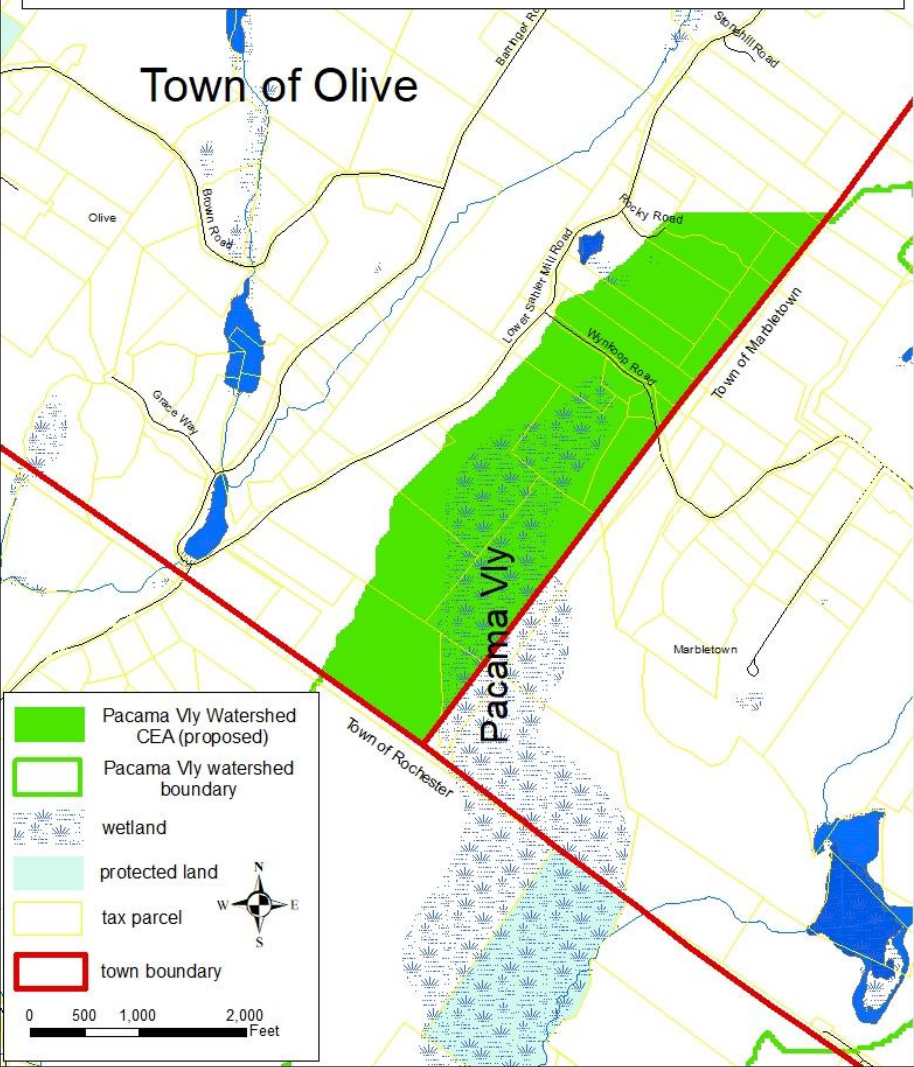 Town of Olive
Barringer Ro
Stonehill Road
Olive
Brown Road
Rocky Road
Lower Sahler Mill Road
Wynkoop Road
Town of Marbletown
Grace Way
Pacama Vly
Marbletown
Town of Rochester
Pacama Vly Watershed
CEA (proposed)
Pacama Vly watershed
boundary
wetland
protected land
tax parcel
town boundary
N
W E
S
0 500 1,000 2,000
Feet